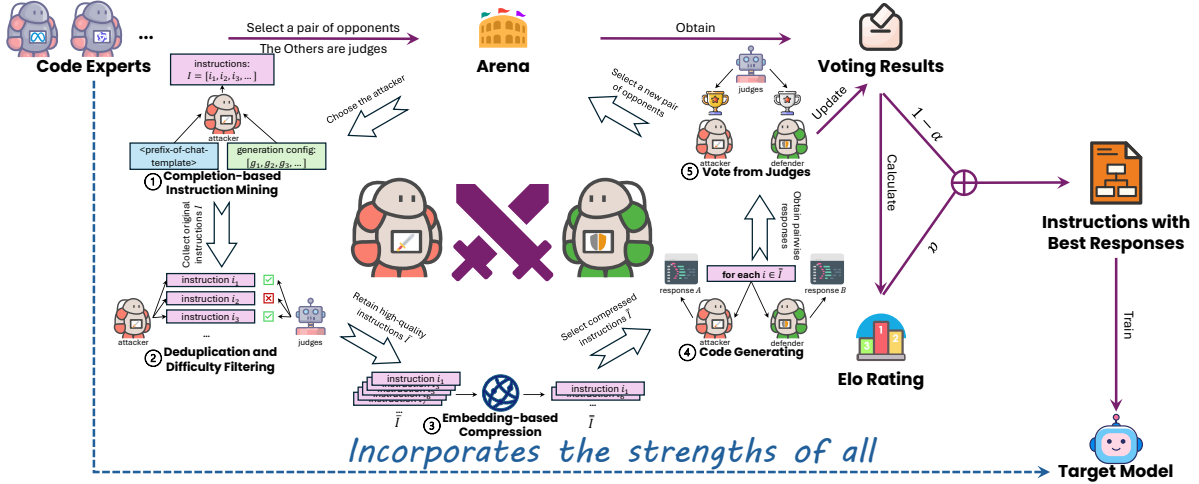 Code Experts
...
Select a pair of opponents
The Others are judges
Arena
Obtain
Voting Results
instructions:
I = [i₁, i₂, i₃, ...]
attacker
<prefix-of-chat-
template>
generation config:
[g₁, g₂, g₃, ...]
① Completion-based
Instruction Mining
Choose the attacker
Select a new pair
of opponents
judges
attacker
defender
⑤ Vote from Judges
Update
1 − α
Calculate
α
Instructions with
Best Responses
Collect original
instructions I
instruction i₁
instruction i₂
instruction i₃
...
attacker
judges
② Deduplication and
Difficulty Filtering
Retain high-quality
instructions Ī
instruction i₁
...
Ī
③ Embedding-based
Compression
instruction i₁
...
Select compressed
instructions
for each i ∈
response A
response B
attacker
defender
④ Code Generating
Obtain pairwise
responses
Elo Rating
Train
Incorporates the strengths of all
Target Model